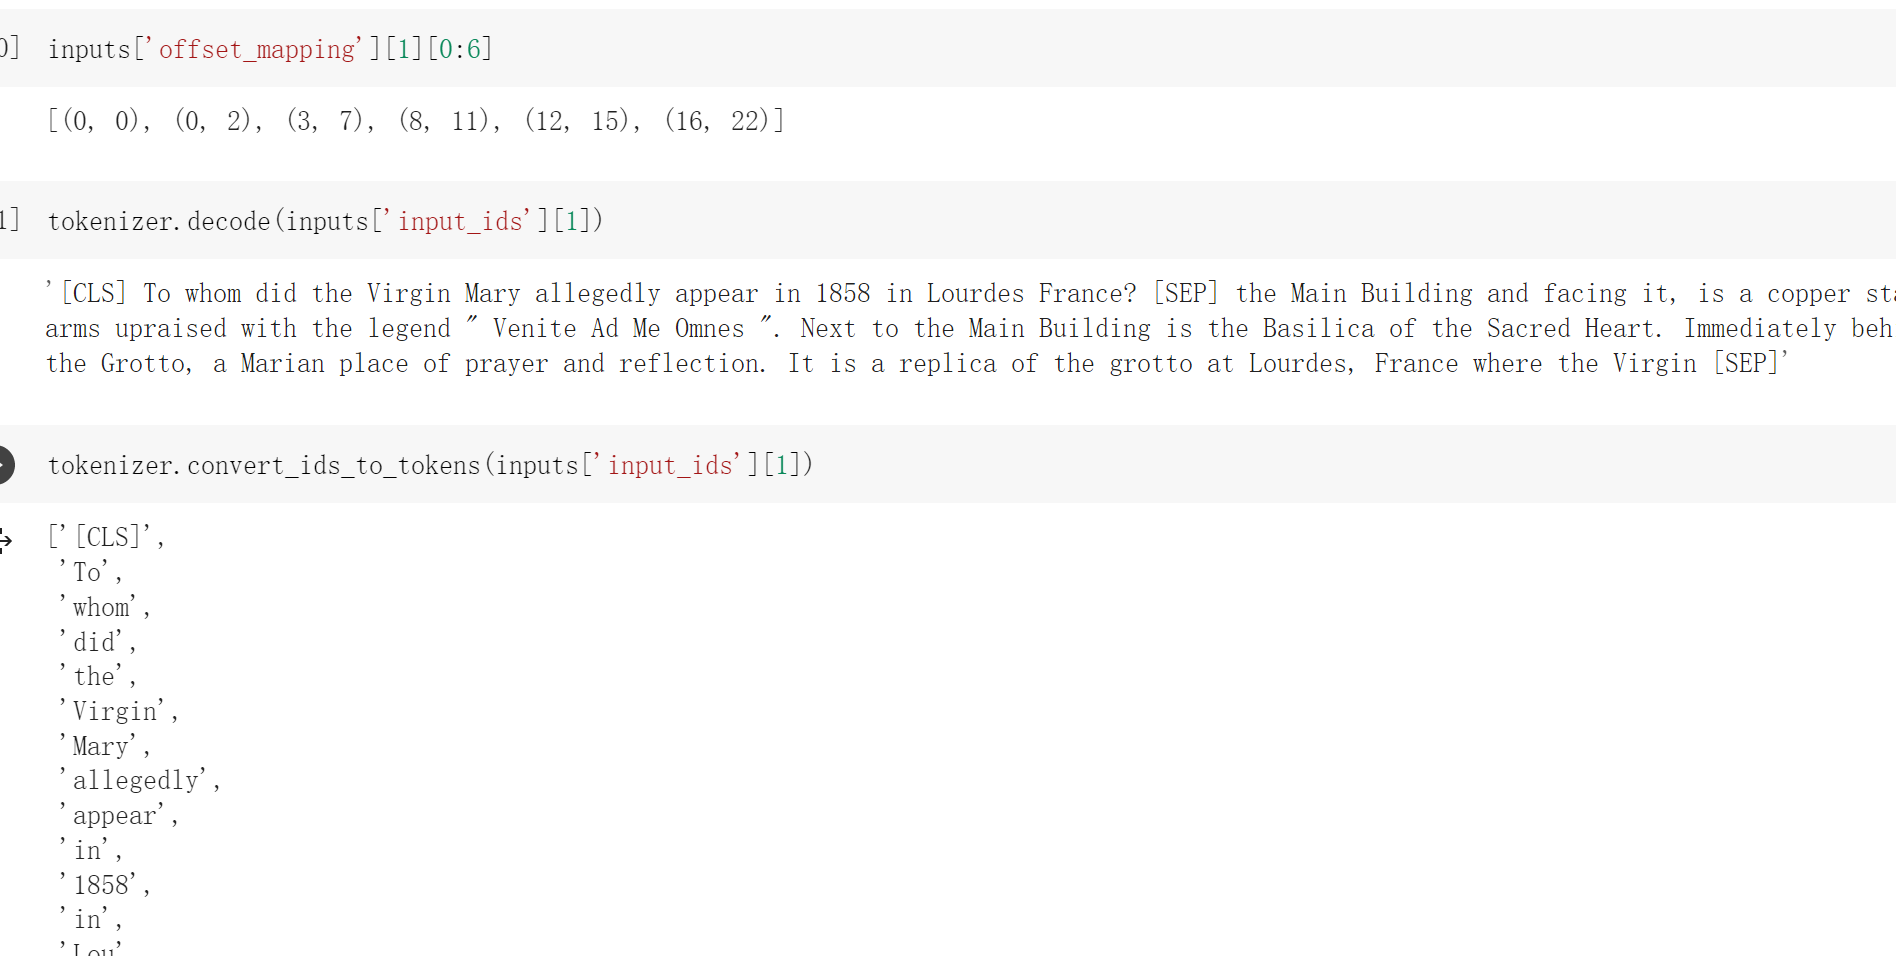 0] inputs['offset_mapping'][1][0:6]
[(0, 0), (0, 2), (3, 7), (8, 11), (12, 15), (16, 22)]
1] tokenizer.decode(inputs['input_ids'][1])
'[CLS] To whom did the Virgin Mary allegedly appear in 1858 in Lourdes France? [SEP] the Main Building and facing it, is a copper sta
arms upraised with the legend " Venite Ad Me Omnes ". Next to the Main Building is the Basilica of the Sacred Heart. Immediately beh
the Grotto, a Marian place of prayer and reflection. It is a replica of the grotto at Lourdes, France where the Virgin [SEP]'
tokenizer.convert_ids_to_tokens(inputs['input_ids'][1])
['[CLS]',
'To',
'whom',
'did',
'the',
'Virgin',
'Mary',
'allegedly',
'appear',
'in',
'1858',
'in',
'Lou'